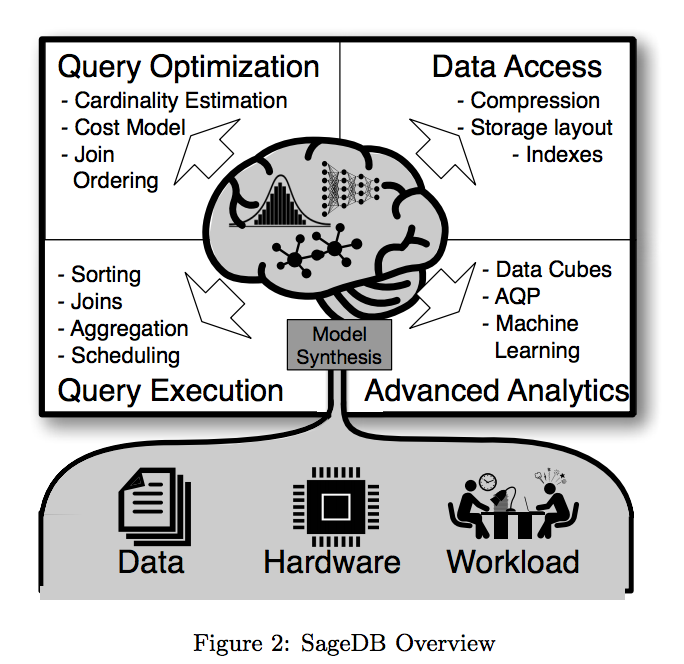 Query Optimization
- Cardinality Estimation
- Cost Model
- Join
Ordering
Data Access
- Compression
- Storage layout
- Indexes
- Sorting
- Joins
- Aggregation
- Scheduling
Query Execution
- Data Cubes
- AQP
- Machine
Learning
Advanced Analytics
Model
Synthesis
Data
Hardware
Workload
Figure 2: SageDB Overview